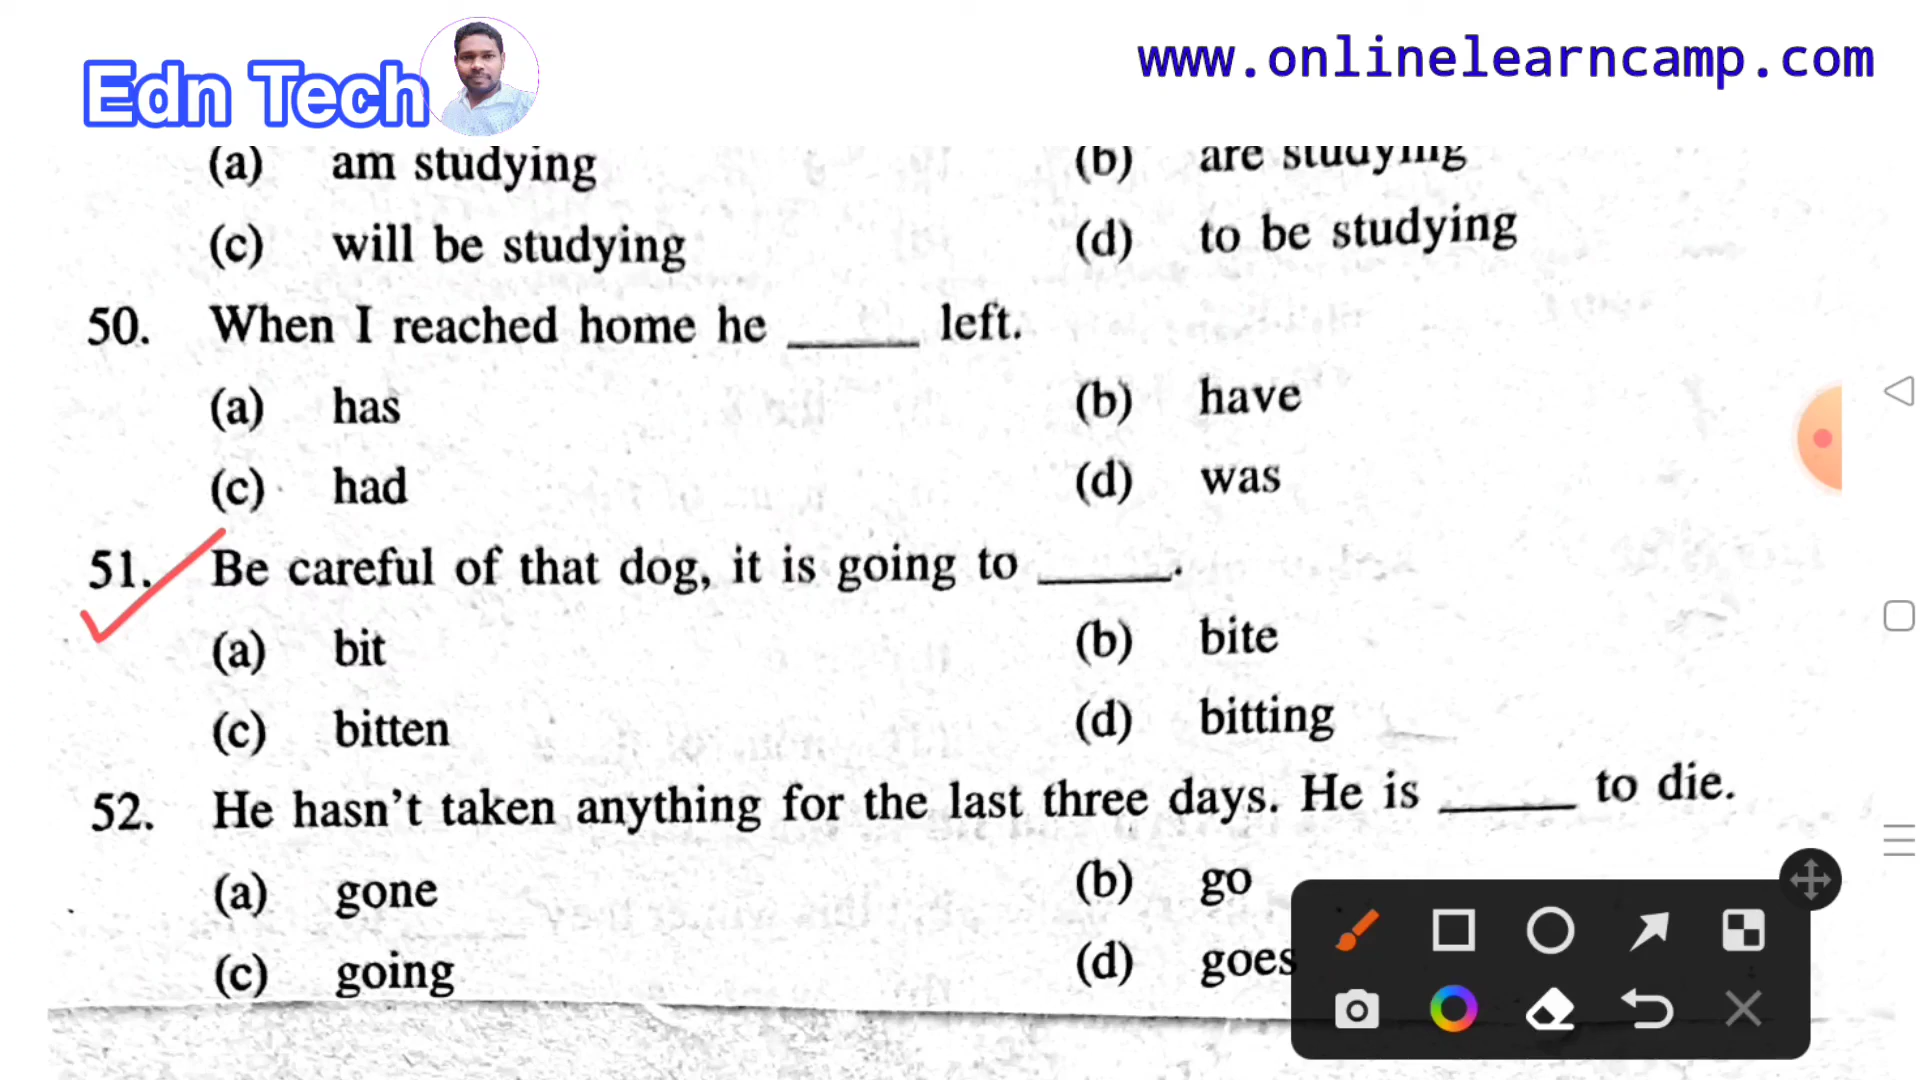 Edn Tech
www.onlinelearncamp.com
(a) am studying (b) are studying
(c) will be studying (d) to be studying
50. When I reached home he _____ left.
(a) has (b) have
(c) had (d) was
51. Be careful of that dog, it is going to _____.
(a) bit (b) bite
(c) bitten (d) bitting
52. He hasn't taken anything for the last three days. He is _____ to die.
(a) gone (b) go
(c) going (d) goes